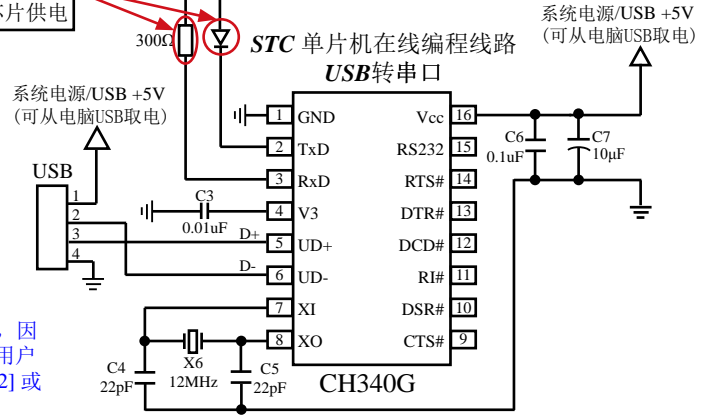 芯片供电
300Ω
STC 单片机在线编程线路
USB转串口
系统电源/USB +5V
(可从电脑USB取电)
系统电源/USB +5V
(可从电脑USB取电)
USB
1
2
3
4
1 GND
2 TxD
3 RxD
4 V3
5 UD+
6 UD-
7 XI
8 XO
Vcc 16
RS232 15
RTS# 14
DTR# 13
DCD# 12
RI# 11
DSR# 10
CTS# 9
C3
0.01uF
D+
D-
C6
0.1uF
C7
10μF
C4
22pF
X6
12MHz
C5
22pF
CH340G
，因
用户
2] 或